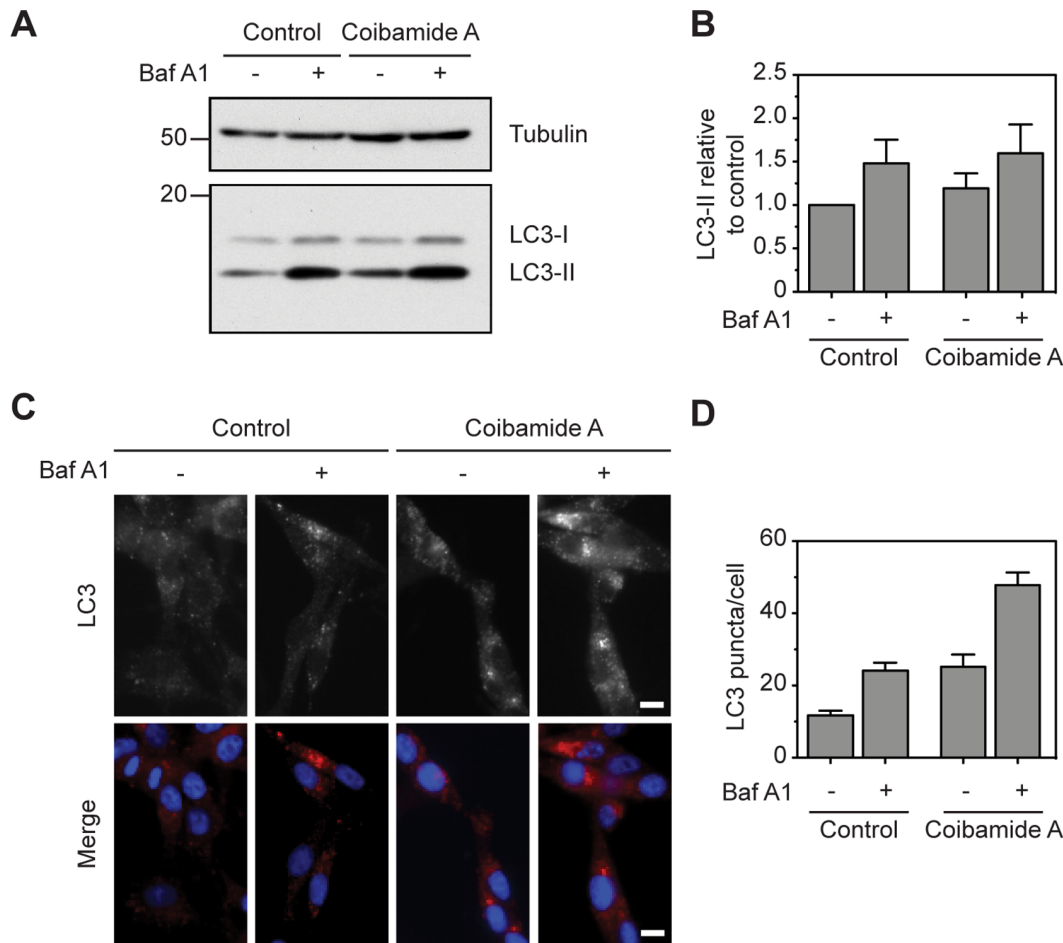 A
Control Coibamide A
Baf A1 - + - +
50 Tubulin
20
LC3-I
LC3-II
B
2.5
2.0
1.5
1.0
0.5
0
LC3-II relative
to control
Baf A1 - + - +
Control Coibamide A
C
Control Coibamide A
Baf A1 - + - +
LC3
Merge
D
60
40
20
0
LC3 puncta/cell
Baf A1 - + - +
Control Coibamide A